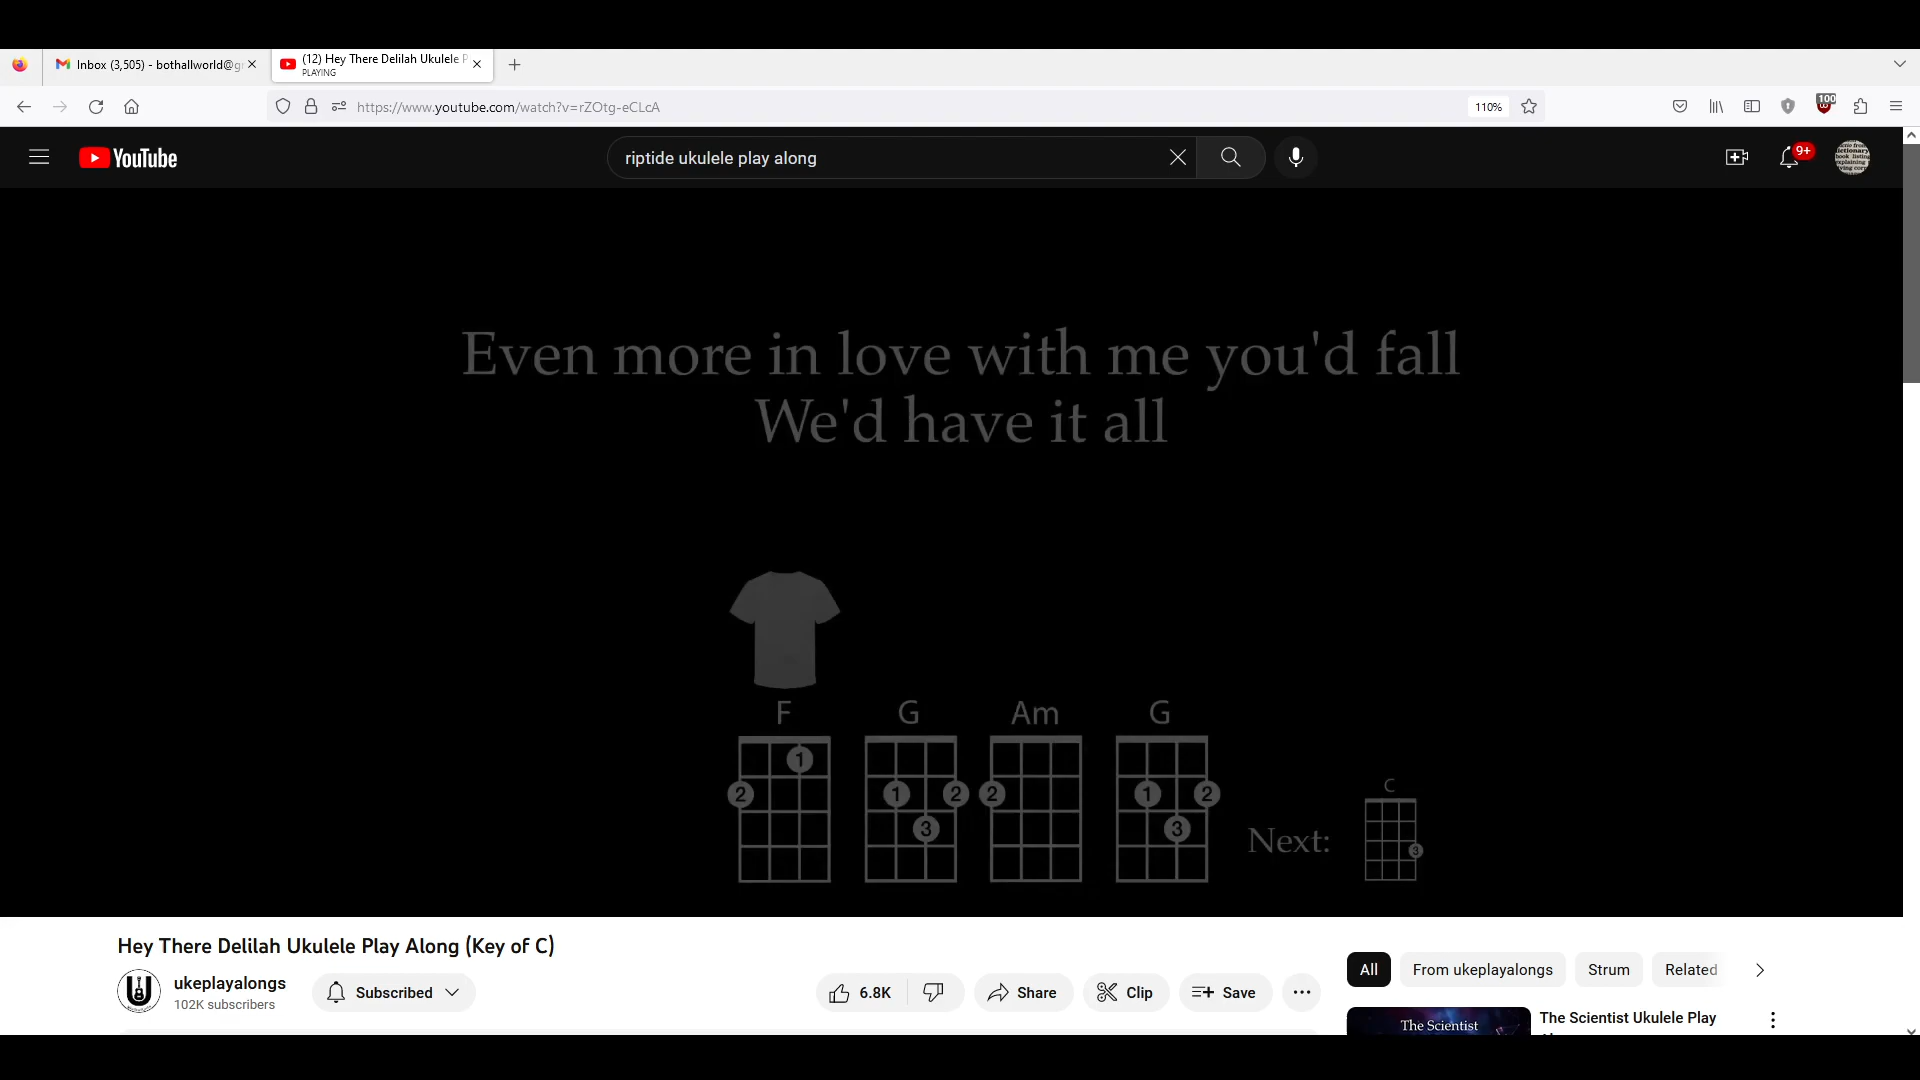 Inbox (3,505) - bothallworld@g
(12) Hey There Delilah Ukulele P
PLAYING
https://www.youtube.com/watch?v=rZOtg-eCLcA
110%
100
YouTube
riptide ukulele play along
9+
Even more in love with me you'd fall
We'd have it all
F G Am G
1
2 1 2 2 1 2
3 3
Next:
C
3
Hey There Delilah Ukulele Play Along (Key of C)
ukeplayalongs
102K subscribers
Subscribed
6.8K
Share
Clip
Save
All
From ukeplayalongs
Strum
Related
The Scientist
The Scientist Ukulele Play